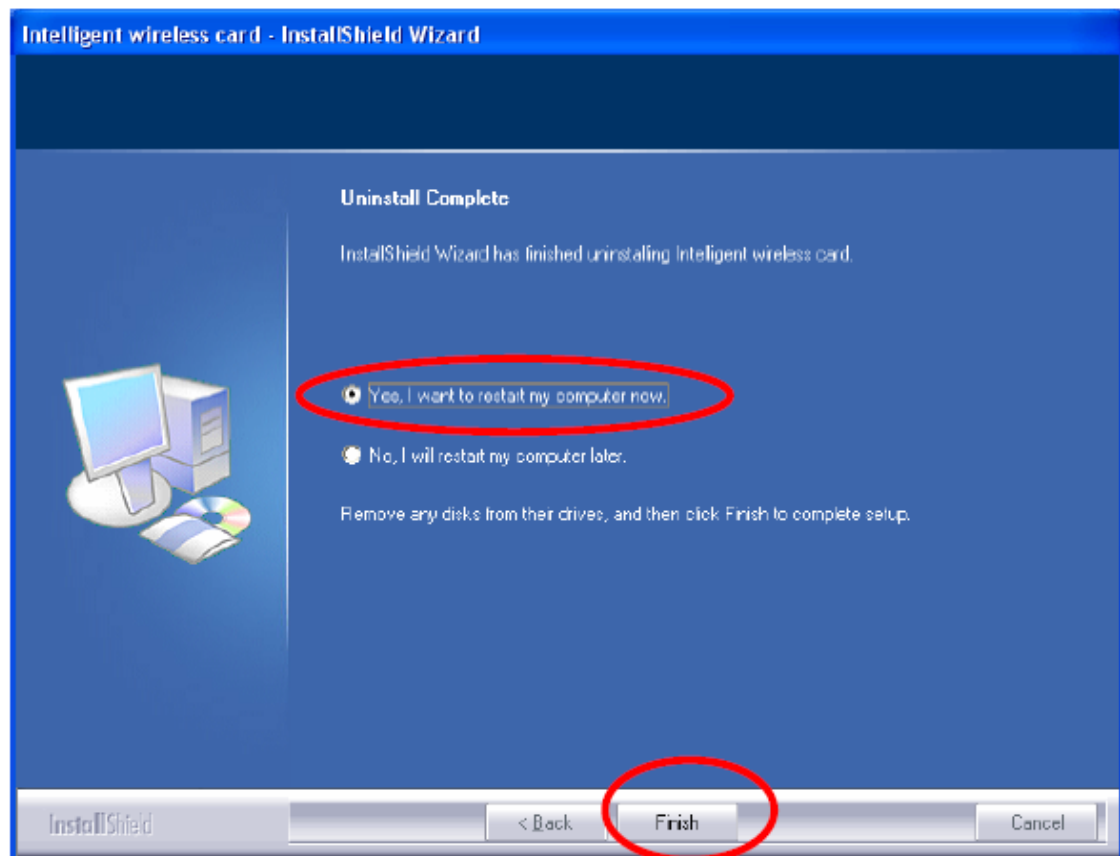 Intelligent wireless card - InstallShield Wizard
Uninstall Complete
InstallShield Wizard has finished uninstalling Intelligent wireless card.
Yes, I want to restart my computer now.
No, I will restart my computer later.
Remove any disks from their drives, and then click Finish to complete setup.
InstallShield
< Back
Finish
Cancel